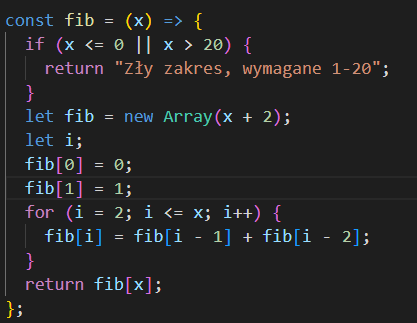 const fib = (x) => {
  if (x <= 0 || x > 20) {
    return "Zły zakres, wymagane 1-20";
  }
  let fib = new Array(x + 2);
  let i;
  fib[0] = 0;
  fib[1] = 1;
  for (i = 2; i <= x; i++) {
    fib[i] = fib[i - 1] + fib[i - 2];
  }
  return fib[x];
};